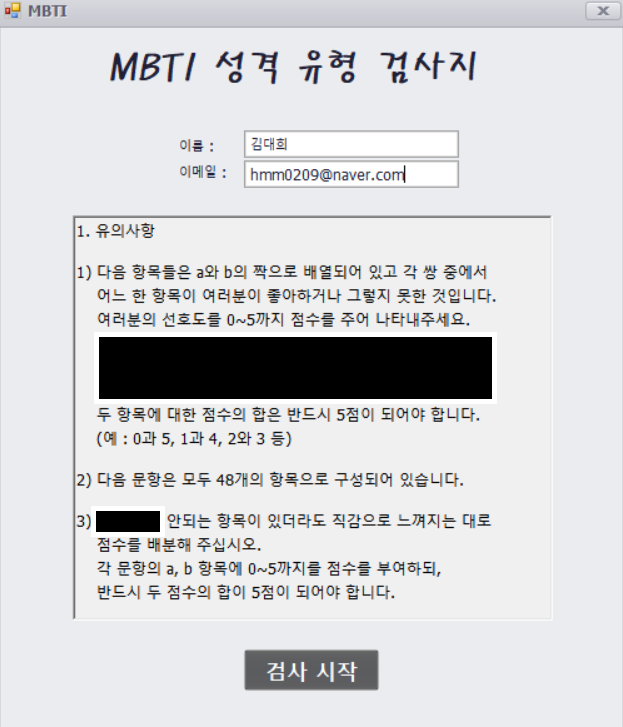 MBTI
MBTI 성격 유형 검사지
이름 : 김대희
이메일 : hmm0209@naver.com
1. 유의사항
1) 다음 항목들은 a와 b의 짝으로 배열되어 있고 각 쌍 중에서
어느 한 항목이 여러분이 좋아하거나 그렇지 못한 것입니다.
여러분의 선호도를 0~5까지 점수를 주어 나타내주세요.
두 항목에 대한 점수의 합은 반드시 5점이 되어야 합니다.
(예 : 0과 5, 1과 4, 2와 3 등)
2) 다음 문항은 모두 48개의 항목으로 구성되어 있습니다.
3) 안되는 항목이 있더라도 직감으로 느껴지는 대로
점수를 배분해 주십시오.
각 문항의 a, b 항목에 0~5까지를 점수를 부여하되,
반드시 두 점수의 합이 5점이 되어야 합니다.
검사 시작